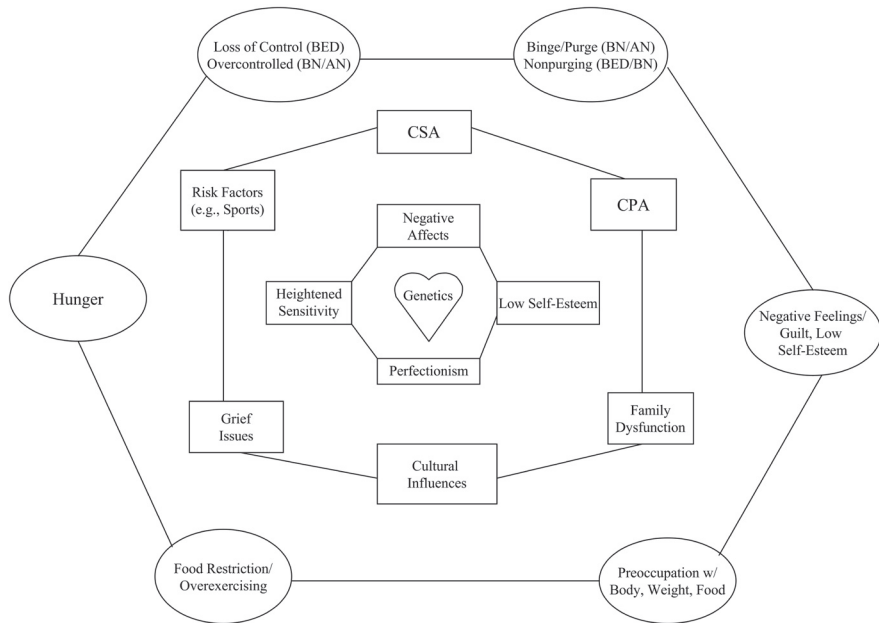 Loss of Control (BED)
Overcontrolled (BN/AN)
Binge/Purge (BN/AN)
Nonpurging (BED/BN)
CSA
Risk Factors
(e.g., Sports)
CPA
Negative
Affects
Hunger
Heightened
Sensitivity
Genetics
Low Self-Esteem
Negative Feelings/
Guilt, Low
Self-Esteem
Perfectionism
Grief
Issues
Family
Dysfunction
Cultural
Influences
Food Restriction/
Overexercising
Preoccupation w/
Body, Weight, Food